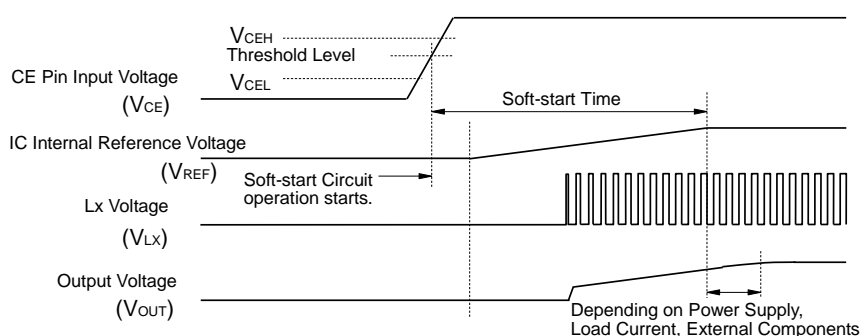 VCEH
Threshold Level
VCEL
CE Pin Input Voltage
(VCE)
Soft-start Time
IC Internal Reference Voltage
(VREF)
Soft-start Circuit
operation starts.
Lx Voltage
(VLX)
Output Voltage
(VOUT)
Depending on Power Supply,
Load Current, External Components